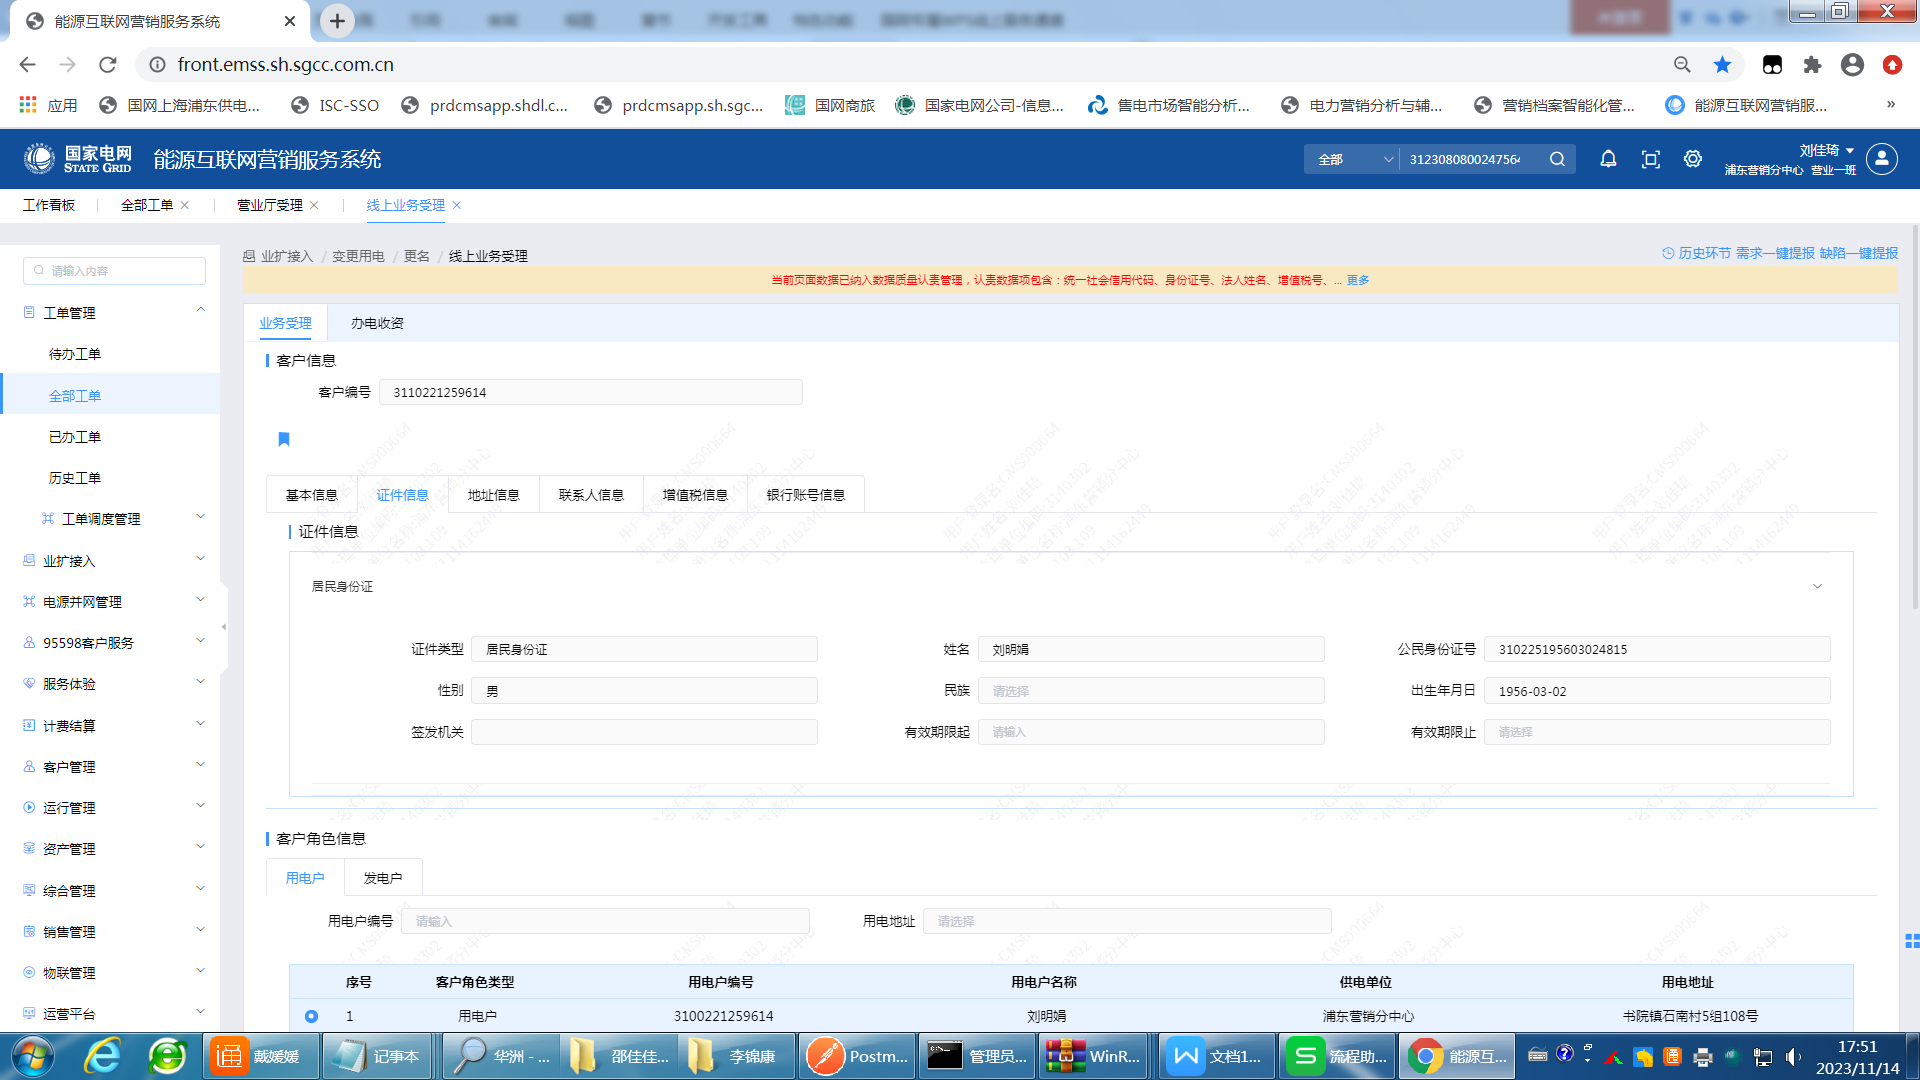 能源互联网营销服务系统
front.emss.sh.sgcc.com.cn
应用 国网上海浦东供电... ISC-SSO prdcmsapp.shdl.c... prdcmsapp.sh.sgc... 国网商旅 国家电网公司-信息... 售电市场智能分析... 电力营销分析与辅... 营销档案智能化管... 能源互联网营销服... »
国家电网 STATE GRID 能源互联网营销服务系统 全部 3123080800247564 刘佳琦
浦东营销分中心 营业一班
工作看板 全部工单 营业厅受理 线上业务受理
业扩接入 / 变更用电 / 更名 / 线上业务受理 历史环节 需求一键提报 缺陷一键提报
当前页面数据已纳入数据质量认责管理，认责数据项包含：统一社会信用代码、身份证号、法人姓名、增值税号、... 更多
请输入内容
工单管理
待办工单
全部工单
已办工单
历史工单
工单调度管理
业扩接入
电源并网管理
95598客户服务
服务体验
计费结算
客户管理
运行管理
资产管理
综合管理
销售管理
物联管理
运营平台
业务受理 办电收资
客户信息
客户编号 3110221259614
基本信息 证件信息 地址信息 联系人信息 增值税信息 银行账号信息
证件信息
居民身份证
证件类型 居民身份证 姓名 刘明娟 公民身份证号 310225195603024815
性别 男 民族 请选择 出生年月日 1956-03-02
签发机关 有效期限起 请输入 有效期限止 请选择
客户角色信息
用电户 发电户
用电户编号 请输入 用电地址 请选择
序号 客户角色类型 用电户编号 用电户名称 供电单位 用电地址
1 用电户 3100221259614 刘明娟 浦东营销分中心 书院镇石南村5组108号
戴媛媛 记事本 华洲 - ... 邵佳佳... 李锦康 Postm... 管理员... WinR... 文档1... 流程助... 能源互...
17:51
2023/11/14